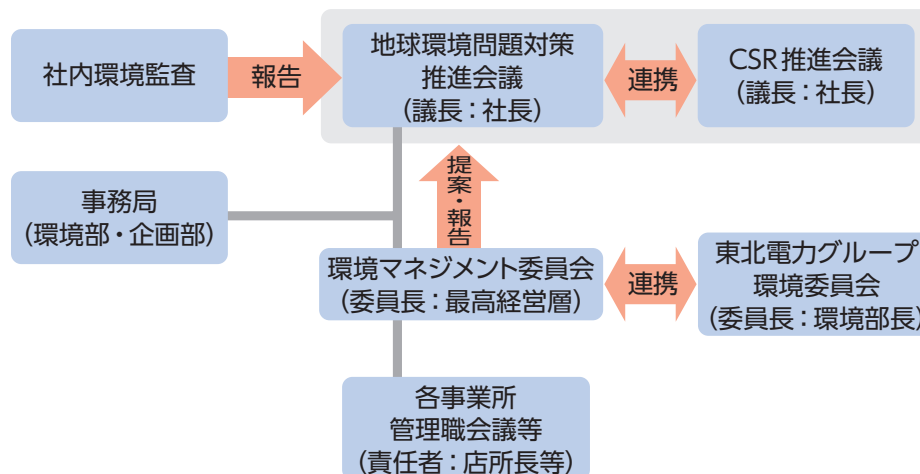 社内環境監査
報告
地球環境問題対策
推進会議
(議長：社長)
連携
CSR推進会議
(議長：社長)
提案・報告
事務局
(環境部・企画部)
環境マネジメント委員会
(委員長：最高経営層)
連携
東北電力グループ
環境委員会
(委員長：環境部長)
各事業所
管理職会議等
(責任者：店所長等)